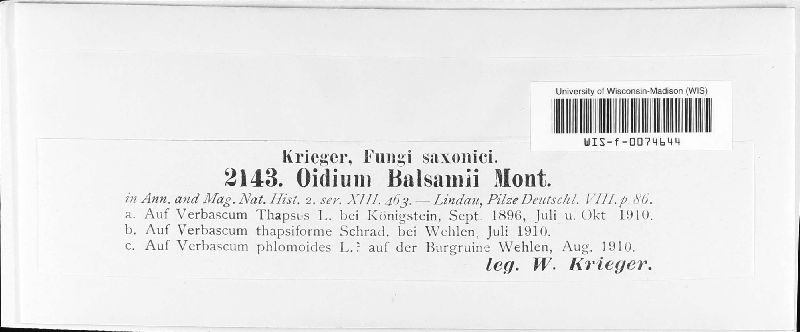 University of Wisconsin-Madison (WIS)
WIS-f-0074644
Krieger, Fungi saxonici.
2143. Oidium Balsamii Mont.
in Ann. and Mag. Nat. Hist. 2. ser. XIII. 463. — Lindau, Pilze Deutschl. VIII. p. 86.
a. Auf Verbascum Thapsus L. bei Königstein, Sept. 1896, Juli u. Okt 1910.
b. Auf Verbascum thapsiforme Schrad. bei Wehlen, Juli 1910.
c. Auf Verbascum phlomoides L.? auf der Burgruine Wehlen, Aug. 1910.
leg. W. Krieger.